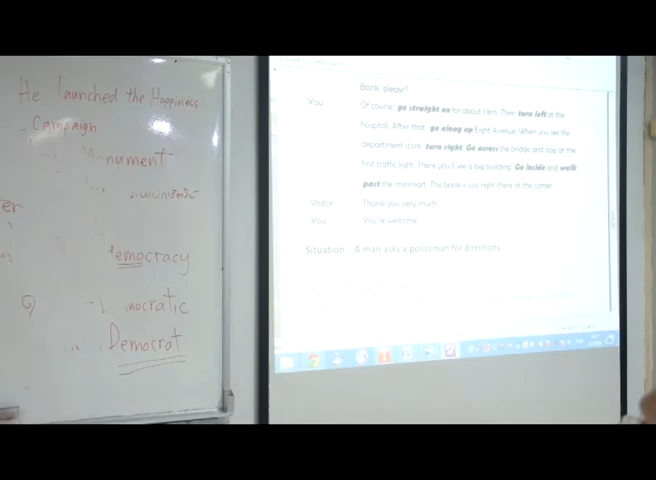 He launched the Happiness
Campaign
nument
er
democracy
mocratic
Democrat
Bank please?
You Of course, go straight on for about 1 km. Then turn left at the
hospital. After that, go along up Eight Avenue. When you see the
department store, turn right. Go across the bridge and stop at the
first traffic light. There you'll see a big building. Go inside and walk
past the minimart. The bank is just right there at the corner.
Visitor Thank you very much.
You You're welcome.
Situation A man asks a policeman for directions.